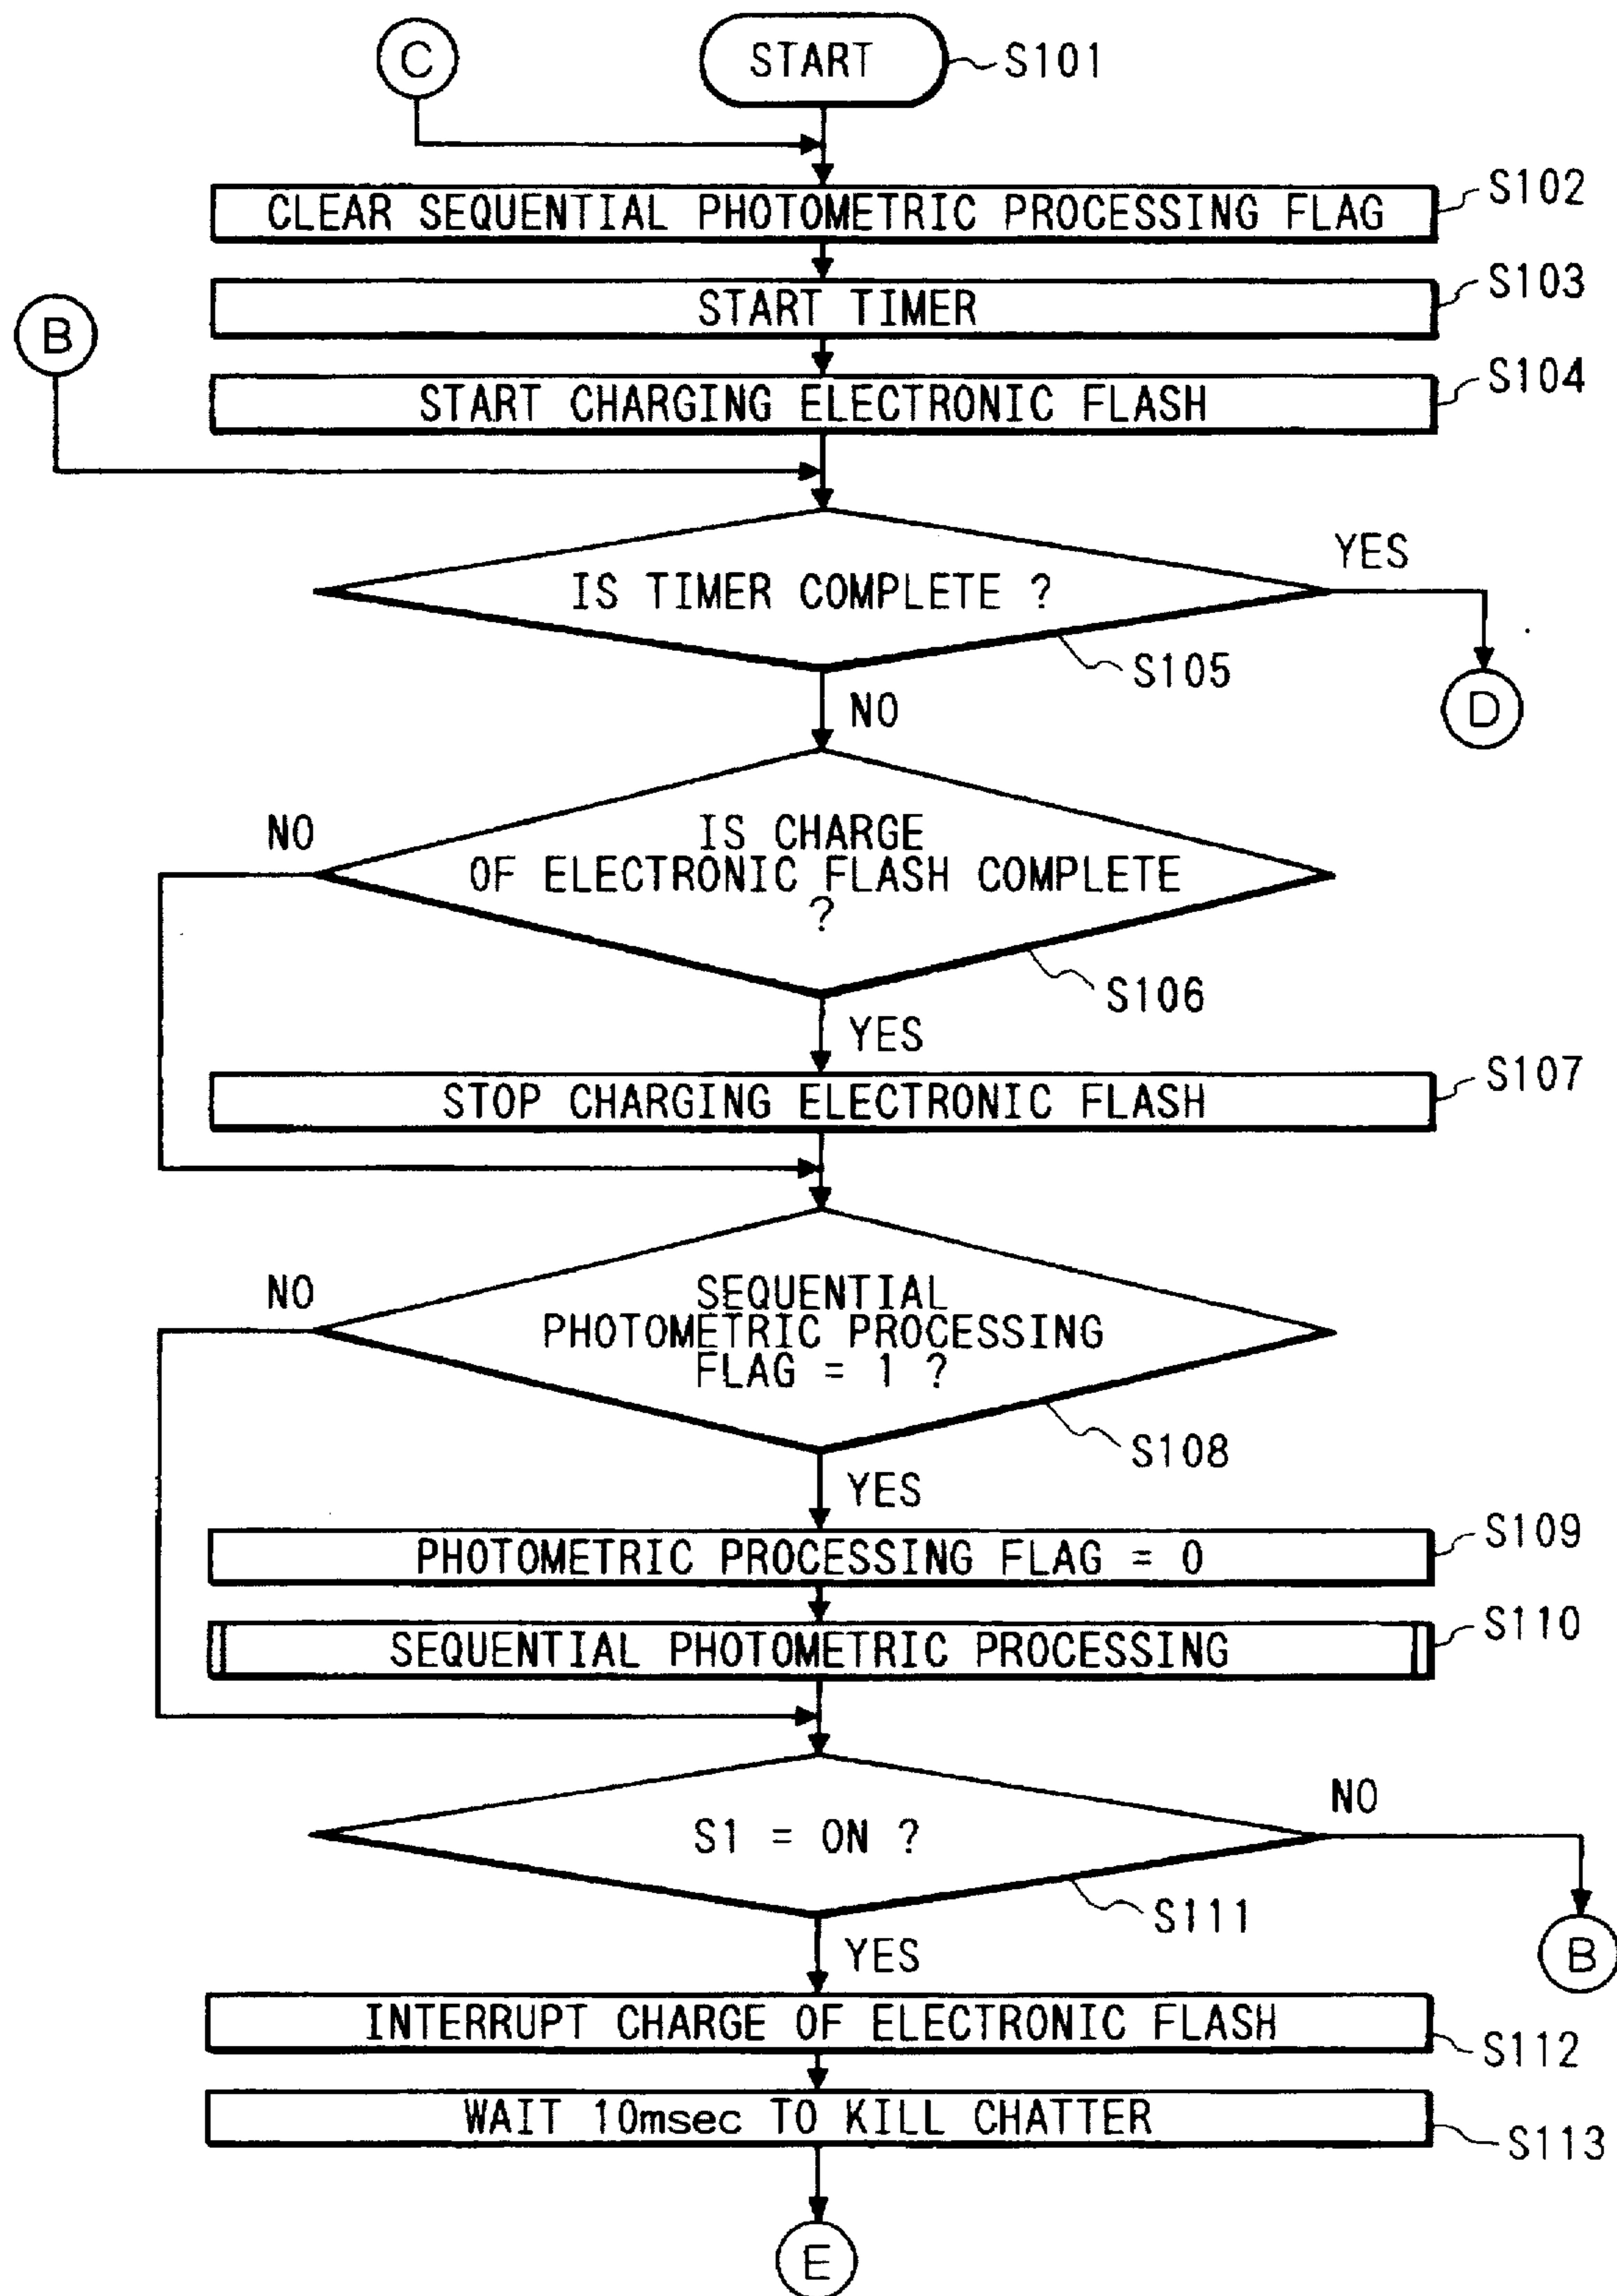 C
START
S101
CLEAR SEQUENTIAL PHOTOMETRIC PROCESSING FLAG
S102
START TIMER
S103
B
START CHARGING ELECTRONIC FLASH
S104
IS TIMER COMPLETE ?
YES
S105
D
NO
IS CHARGE
OF ELECTRONIC FLASH COMPLETE
?
NO
S106
YES
STOP CHARGING ELECTRONIC FLASH
S107
SEQUENTIAL
PHOTOMETRIC PROCESSING
FLAG = 1 ?
NO
S108
YES
PHOTOMETRIC PROCESSING FLAG = 0
S109
SEQUENTIAL PHOTOMETRIC PROCESSING
S110
S1 = ON ?
NO
S111
B
YES
INTERRUPT CHARGE OF ELECTRONIC FLASH
S112
WAIT 10msec TO KILL CHATTER
S113
E